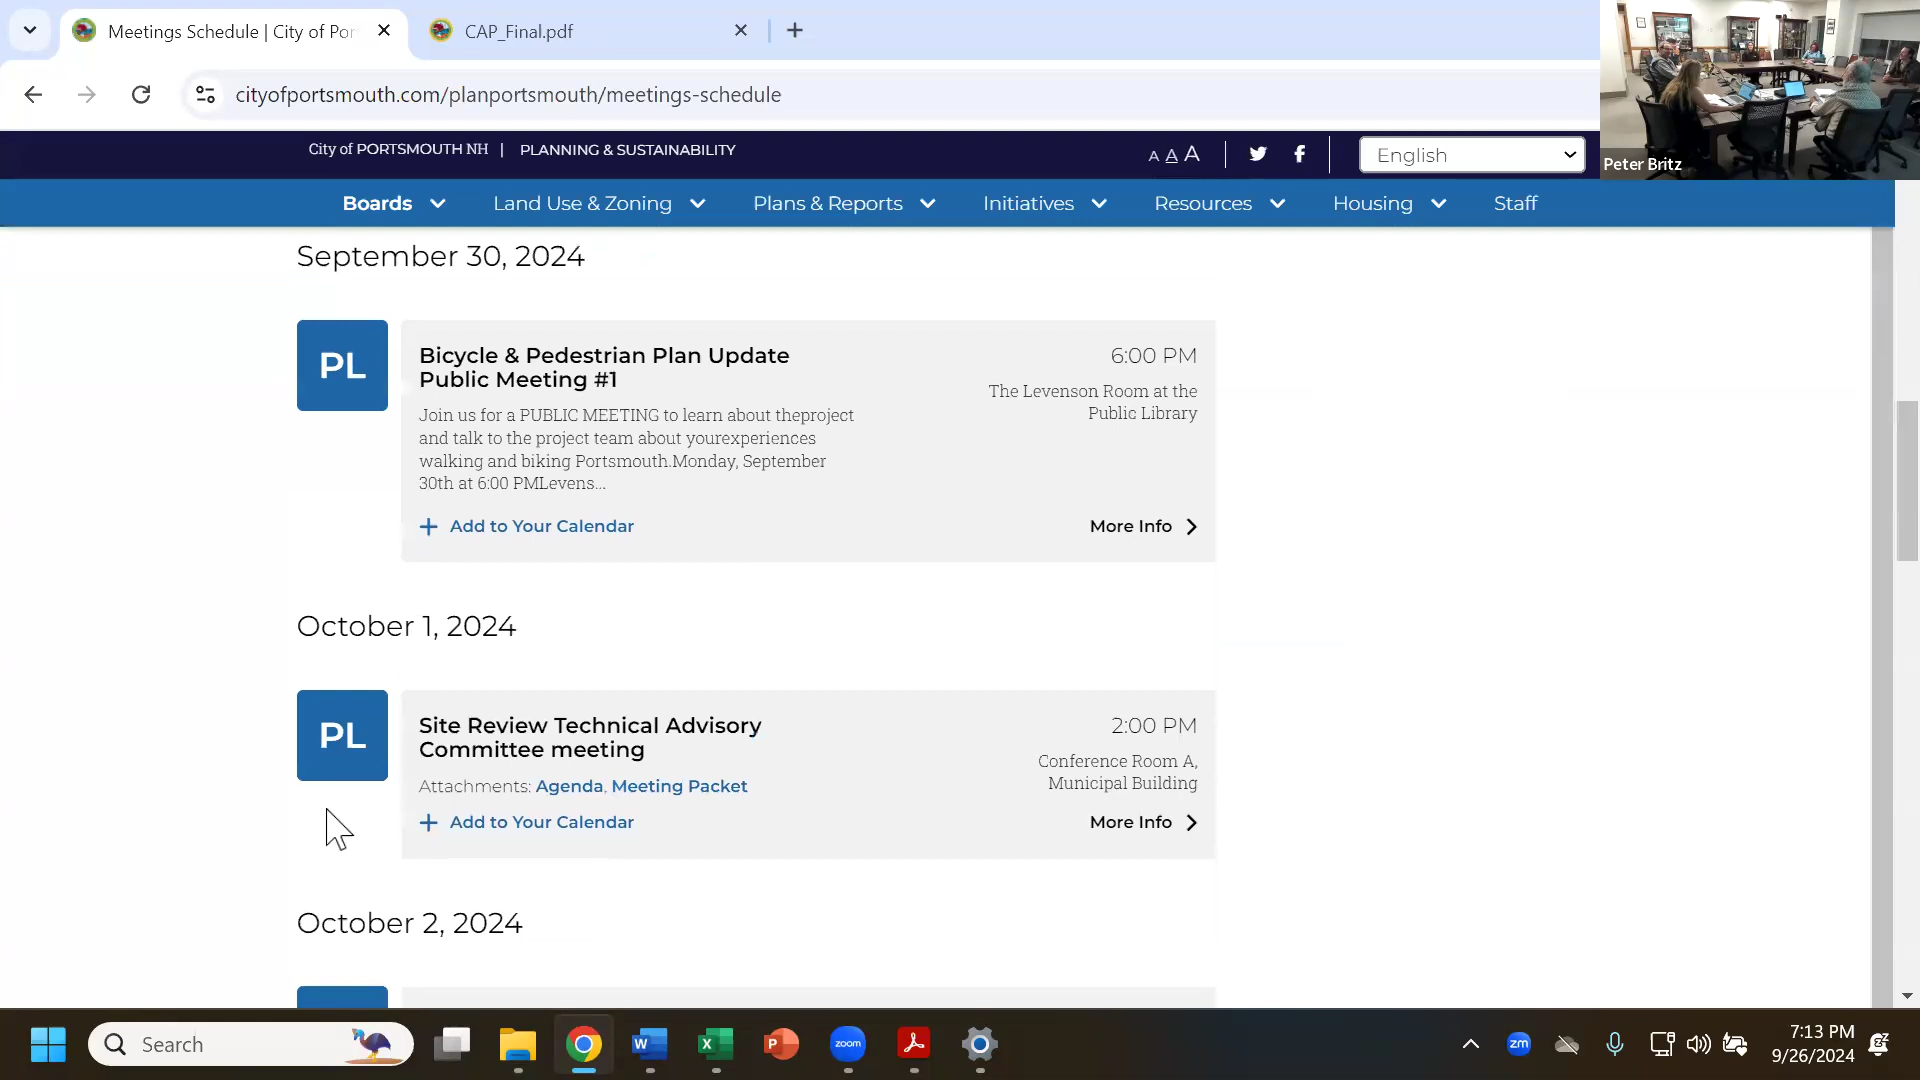 Meetings Schedule | City of Por
CAP_Final.pdf
cityofportsmouth.com/planportsmouth/meetings-schedule
City of PORTSMOUTH NH | PLANNING & SUSTAINABILITY
A A A
English
Peter Britz
Boards
Land Use & Zoning
Plans & Reports
Initiatives
Resources
Housing
Staff
September 30, 2024
PL
Bicycle & Pedestrian Plan Update
Public Meeting #1
6:00 PM
The Levenson Room at the
Public Library
Join us for a PUBLIC MEETING to learn about theproject
and talk to the project team about yourexperiences
walking and biking Portsmouth.Monday, September
30th at 6:00 PMLevens...
Add to Your Calendar
More Info
October 1, 2024
PL
Site Review Technical Advisory
Committee meeting
2:00 PM
Conference Room A,
Municipal Building
Attachments: Agenda, Meeting Packet
Add to Your Calendar
More Info
October 2, 2024
Search
W
X
P
zoom
zm
7:13 PM
9/26/2024